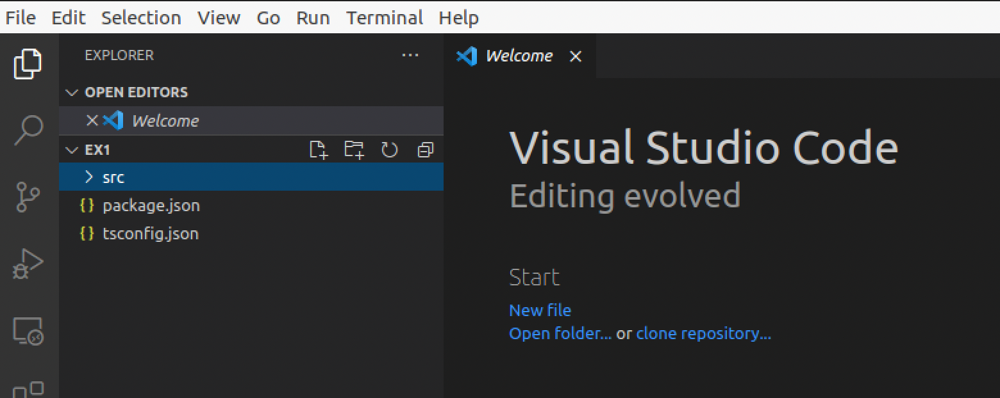 File Edit Selection View Go Run Terminal Help
EXPLORER
OPEN EDITORS
Welcome
EX1
src
package.json
tsconfig.json
Welcome
Visual Studio Code
Editing evolved
Start
New file
Open folder... or clone repository...